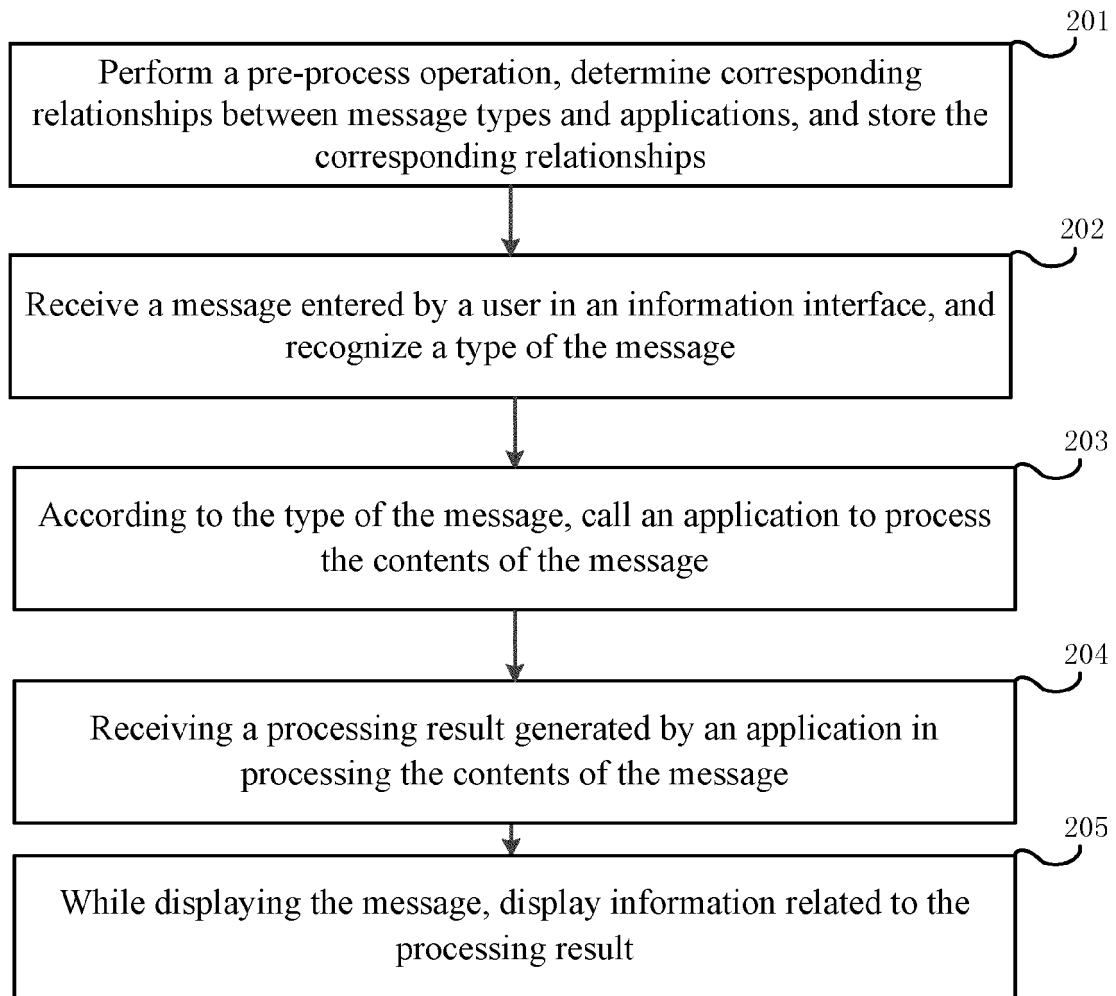 201
Perform a pre-process operation, determine corresponding
relationships between message types and applications, and store the
corresponding relationships
202
Receive a message entered by a user in an information interface, and
recognize a type of the message
203
According to the type of the message, call an application to process
the contents of the message
204
Receiving a processing result generated by an application in
processing the contents of the message
205
While displaying the message, display information related to the
processing result